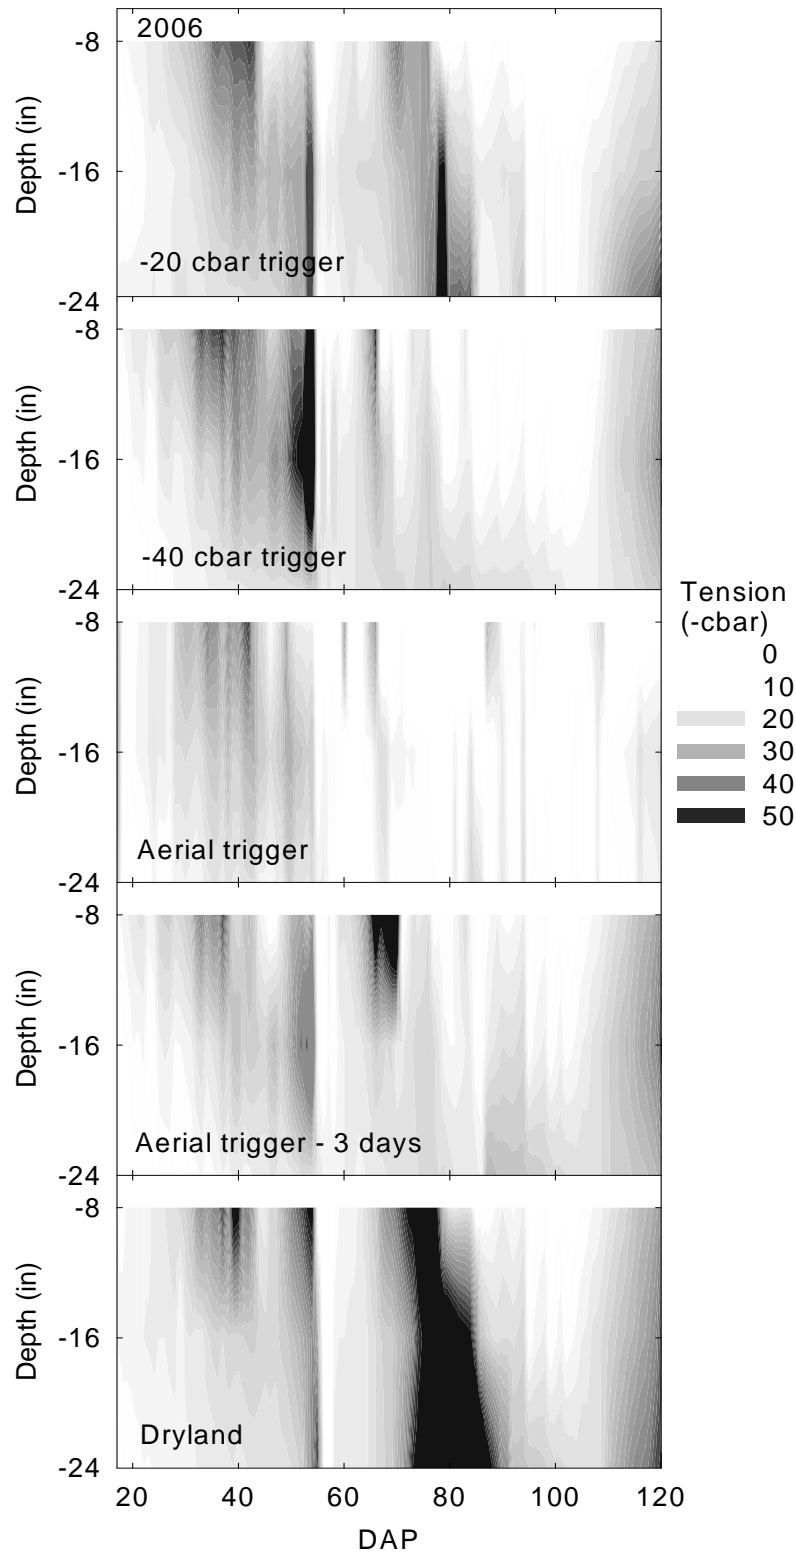 2006
-8
-16
-24
Depth (in)
-20 cbar trigger
-8
-16
-24
Depth (in)
-40 cbar trigger
-8
-16
-24
Depth (in)
Aerial trigger
-8
-16
-24
Depth (in)
Aerial trigger - 3 days
-8
-16
-24
Depth (in)
Dryland
20 40 60 80 100 120
DAP
Tension
(-cbar)
0
10
20
30
40
50